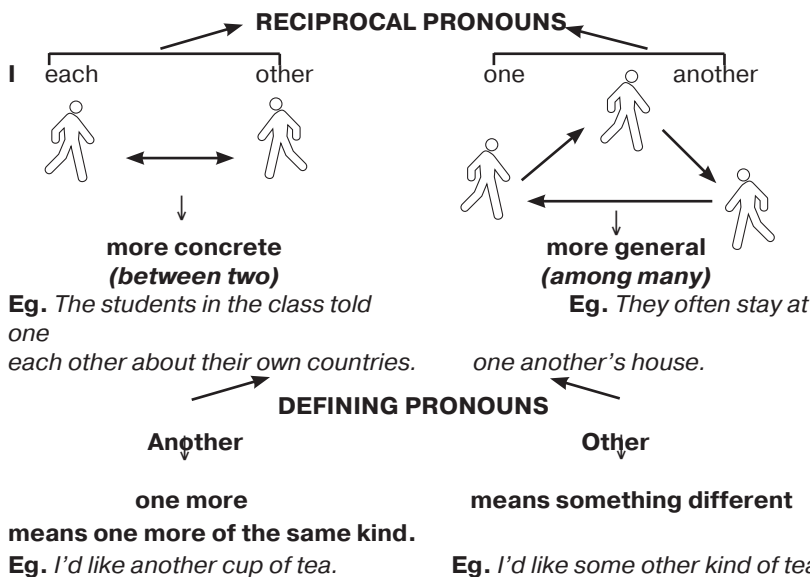 RECIPROCAL PRONOUNS
I each other one another
more concrete more general
(between two) (among many)
Eg. The students in the class told Eg. They often stay at
one
each other about their own countries. one another's house.
DEFINING PRONOUNS
Another Other
one more means something different
means one more of the same kind.
Eg. I'd like another cup of tea. Eg. I'd like some other kind of tea